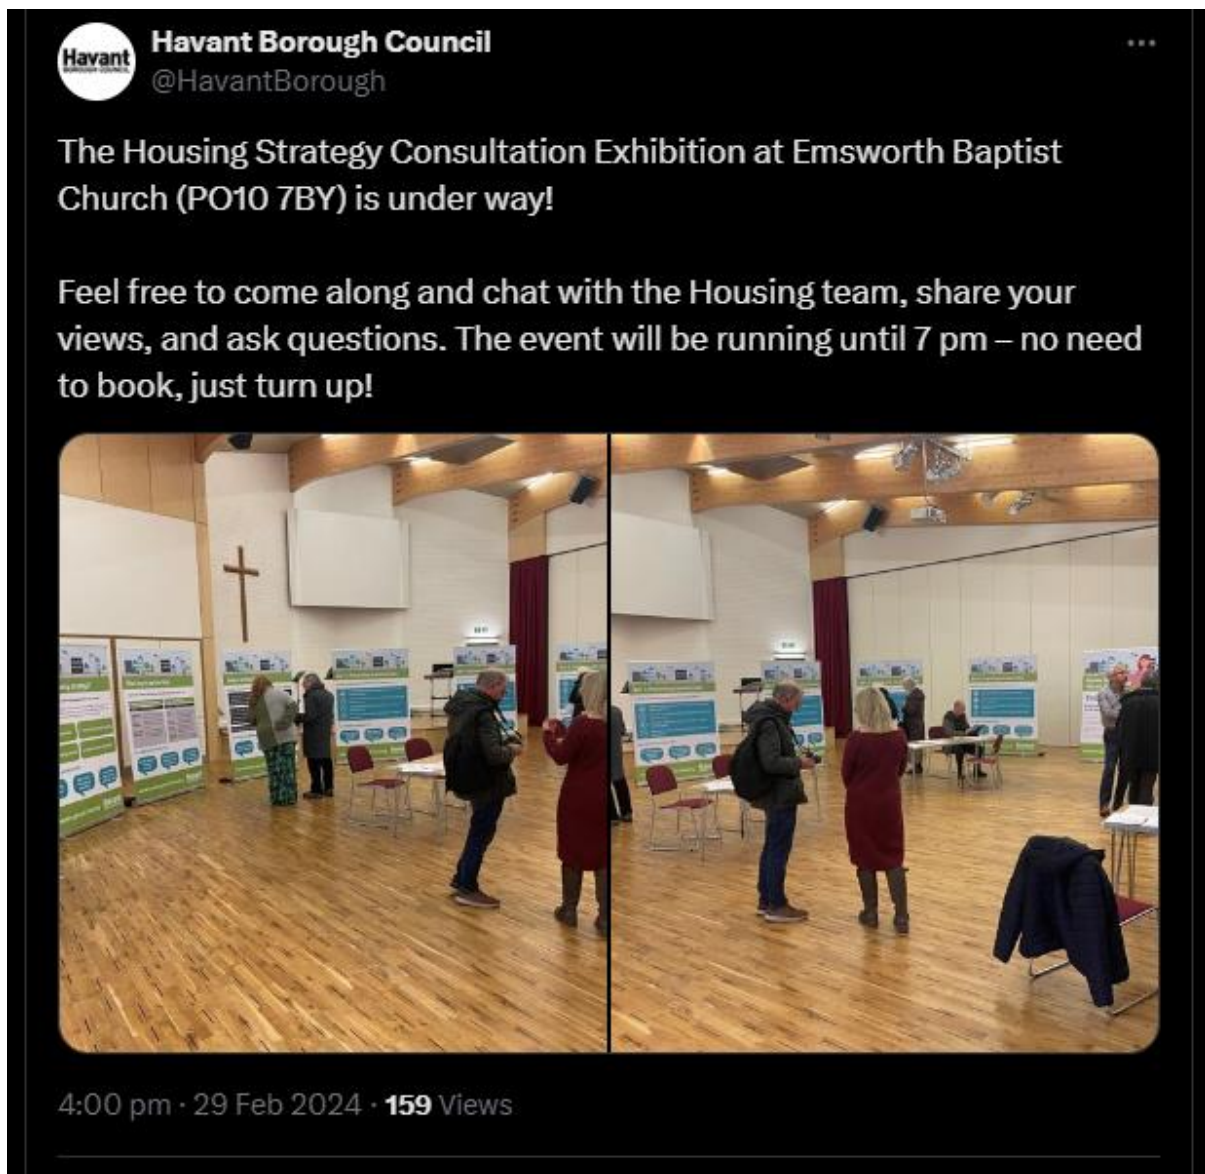 Havant
BOROUGH COUNCIL
Havant Borough Council
@HavantBorough
The Housing Strategy Consultation Exhibition at Emsworth Baptist
Church (PO10 7BY) is under way!
Feel free to come along and chat with the Housing team, share your
views, and ask questions. The event will be running until 7 pm – no need
to book, just turn up!
4:00 pm · 29 Feb 2024 · 159 Views